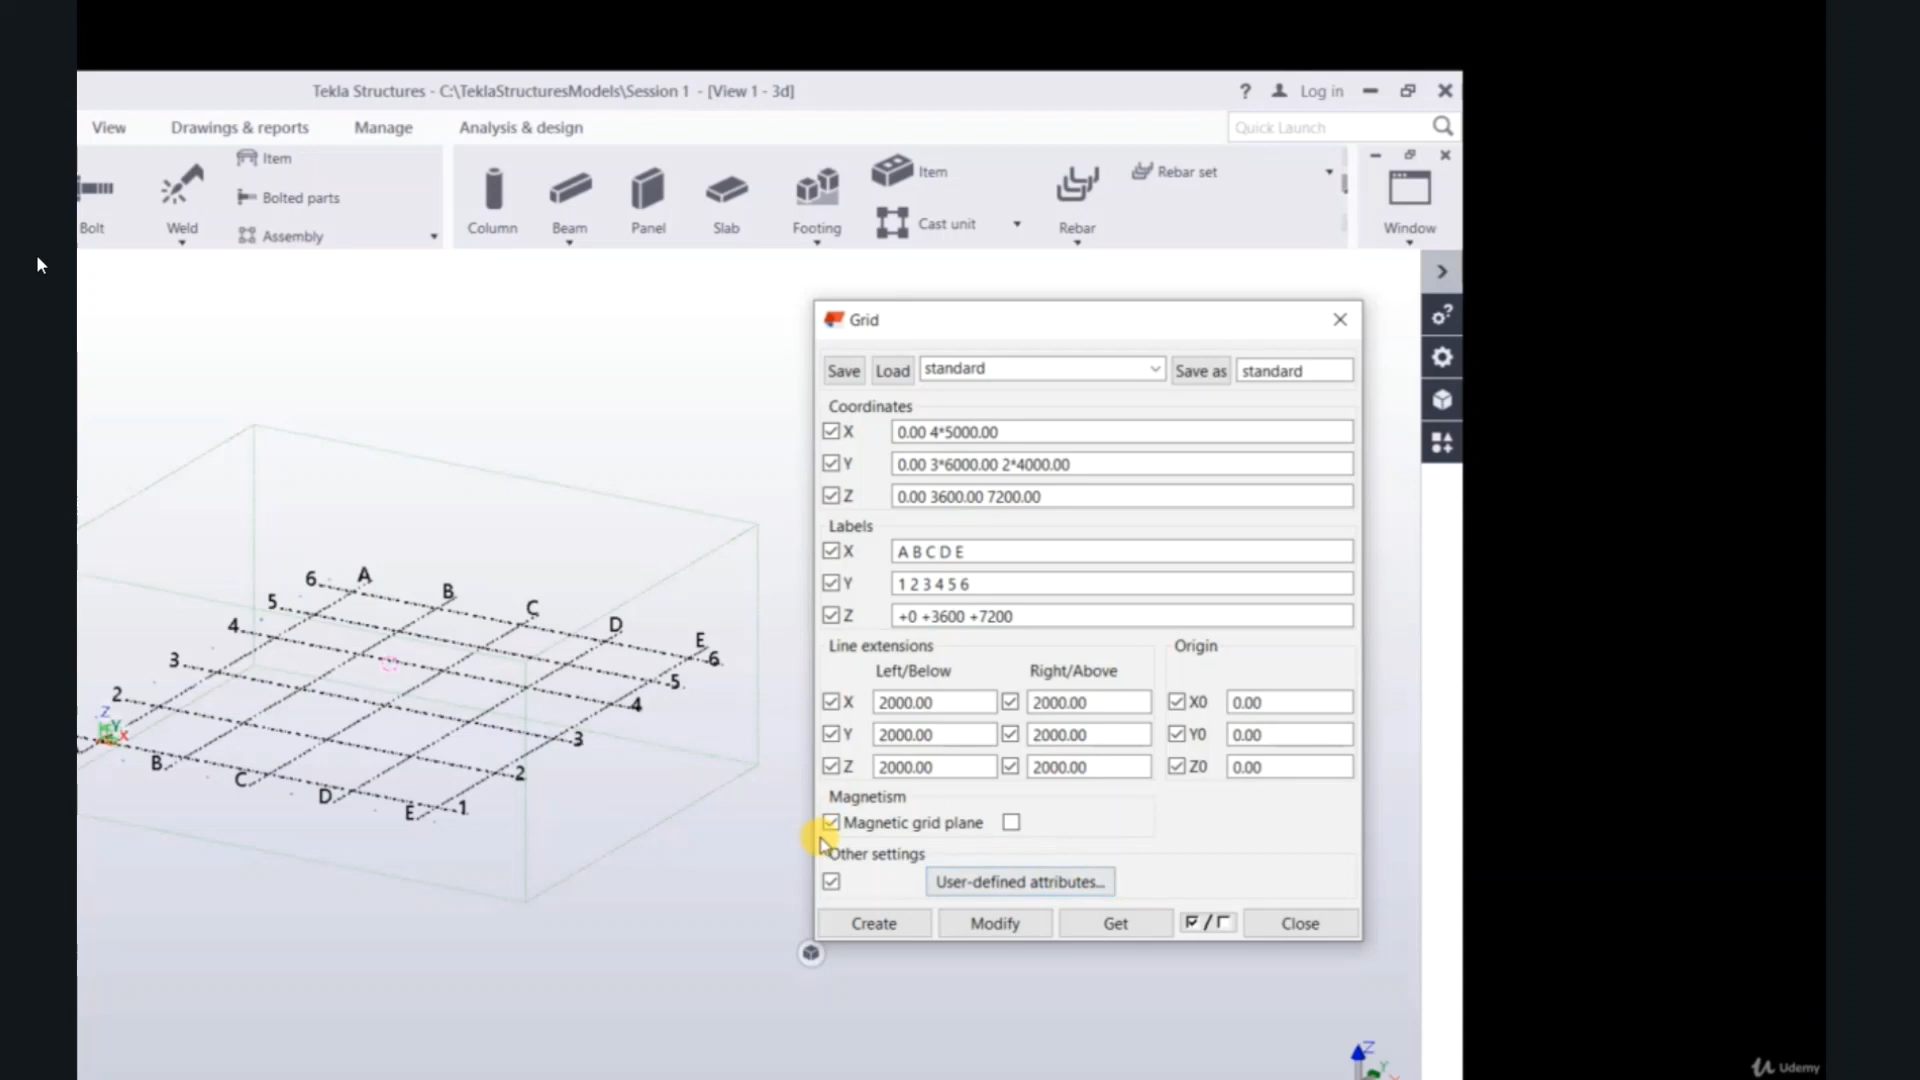 Tekla Structures - C:\TeklaStructuresModels\Session 1 - [View 1 - 3d]
? Log in
View Drawings & reports Manage Analysis & design
Quick Launch
Bolt
Weld
Item
Bolted parts
Assembly
Column
Beam
Panel
Slab
Footing
Item
Cast unit
Rebar
Rebar set
Window
Grid
Save Load standard Save as standard
Coordinates
X 0.00 4*5000.00
Y 0.00 3*6000.00 2*4000.00
Z 0.00 3600.00 7200.00
Labels
X A B C D E
Y 1 2 3 4 5 6
Z +0 +3600 +7200
Line extensions Origin
Left/Below Right/Above
X 2000.00 2000.00 X0 0.00
Y 2000.00 2000.00 Y0 0.00
Z 2000.00 2000.00 Z0 0.00
Magnetism
Magnetic grid plane
Other settings
User-defined attributes...
Create Modify Get / Close
6 A
B
5
C
4 D
E
3 6
5
2 4
Z
Y X
3
B
2
C
D
E 1
Z
Y
Udemy